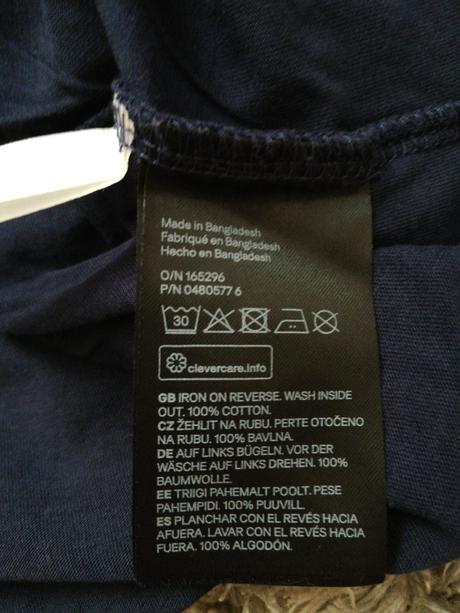 Made in Bangladesh
Fabriqué en Bangladesh
Hecho en Bangladesh
O/N 165296
P/N 0480577 6
30
clevercare.info
GB IRON ON REVERSE. WASH INSIDE
OUT. 100% COTTON.
CZ ŽEHLIT NA RUBU. PERTE OTOČENO
NA RUBU. 100% BAVLNA.
DE AUF LINKS BÜGELN. VOR DER
WÄSCHE AUF LINKS DREHEN. 100%
BAUMWOLLE.
EE TRIIGI PAHEMALT POOLT. PESE
PAHEMPIDI. 100% PUUVILL.
ES PLANCHAR CON EL REVÉS HACIA
AFUERA. LAVAR CON EL REVÉS HACIA
FUERA. 100% ALGODÓN.